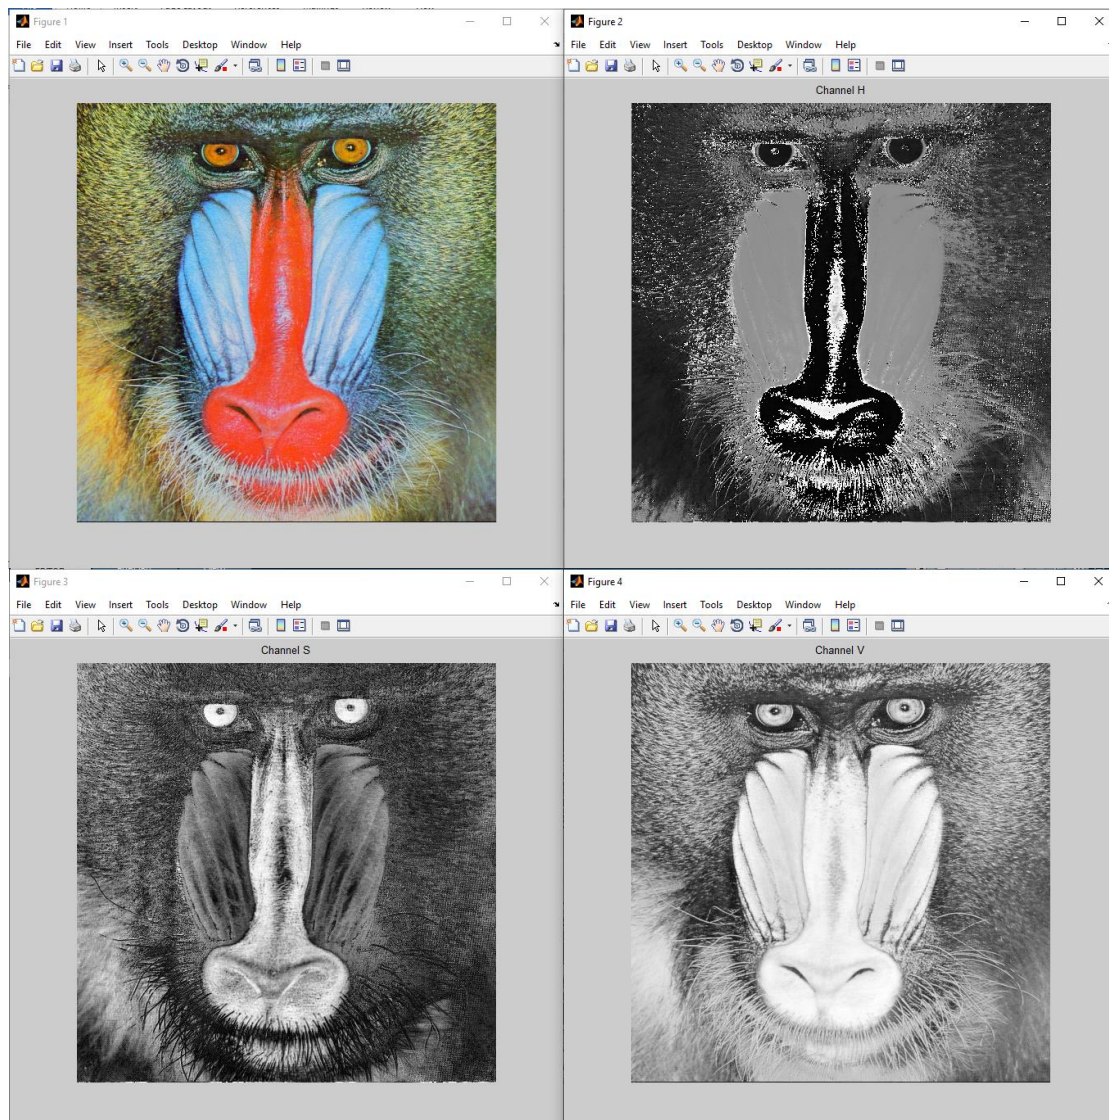 Figure 1
File Edit View Insert Tools Desktop Window Help
Figure 2
File Edit View Insert Tools Desktop Window Help
Channel H
Figure 3
File Edit View Insert Tools Desktop Window Help
Channel S
Figure 4
File Edit View Insert Tools Desktop Window Help
Channel V